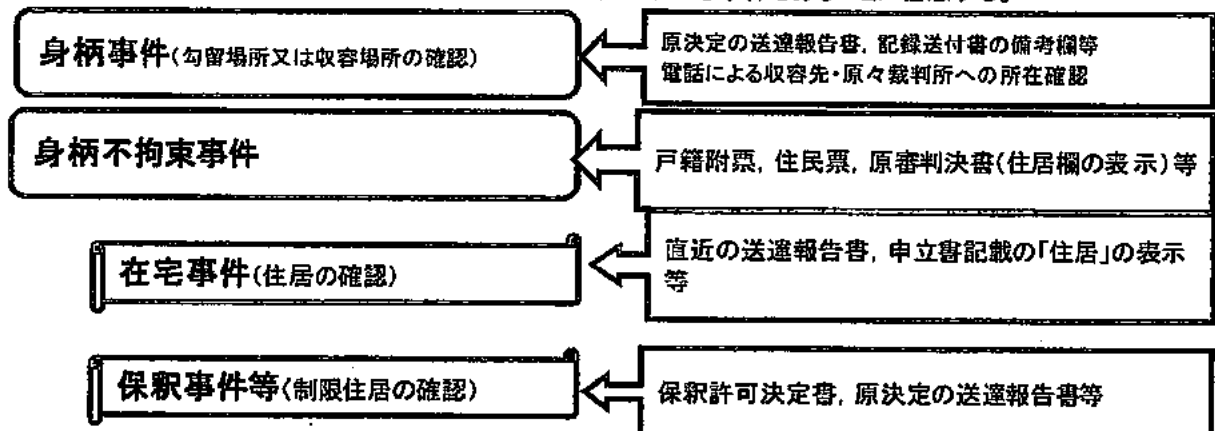 身柄事件(勾留場所又は収容場所の確認)
原決定の送達報告書, 記録送付書の備考欄等
電話による収容先・原々裁判所への所在確認
身柄不拘束事件
戸籍附票, 住民票, 原審判決書(住居欄の表示)等
在宅事件(住居の確認)
直近の送達報告書, 申立書記載の「住居」の表示
等
保釈事件等(制限住居の確認)
保釈許可決定書, 原決定の送達報告書等